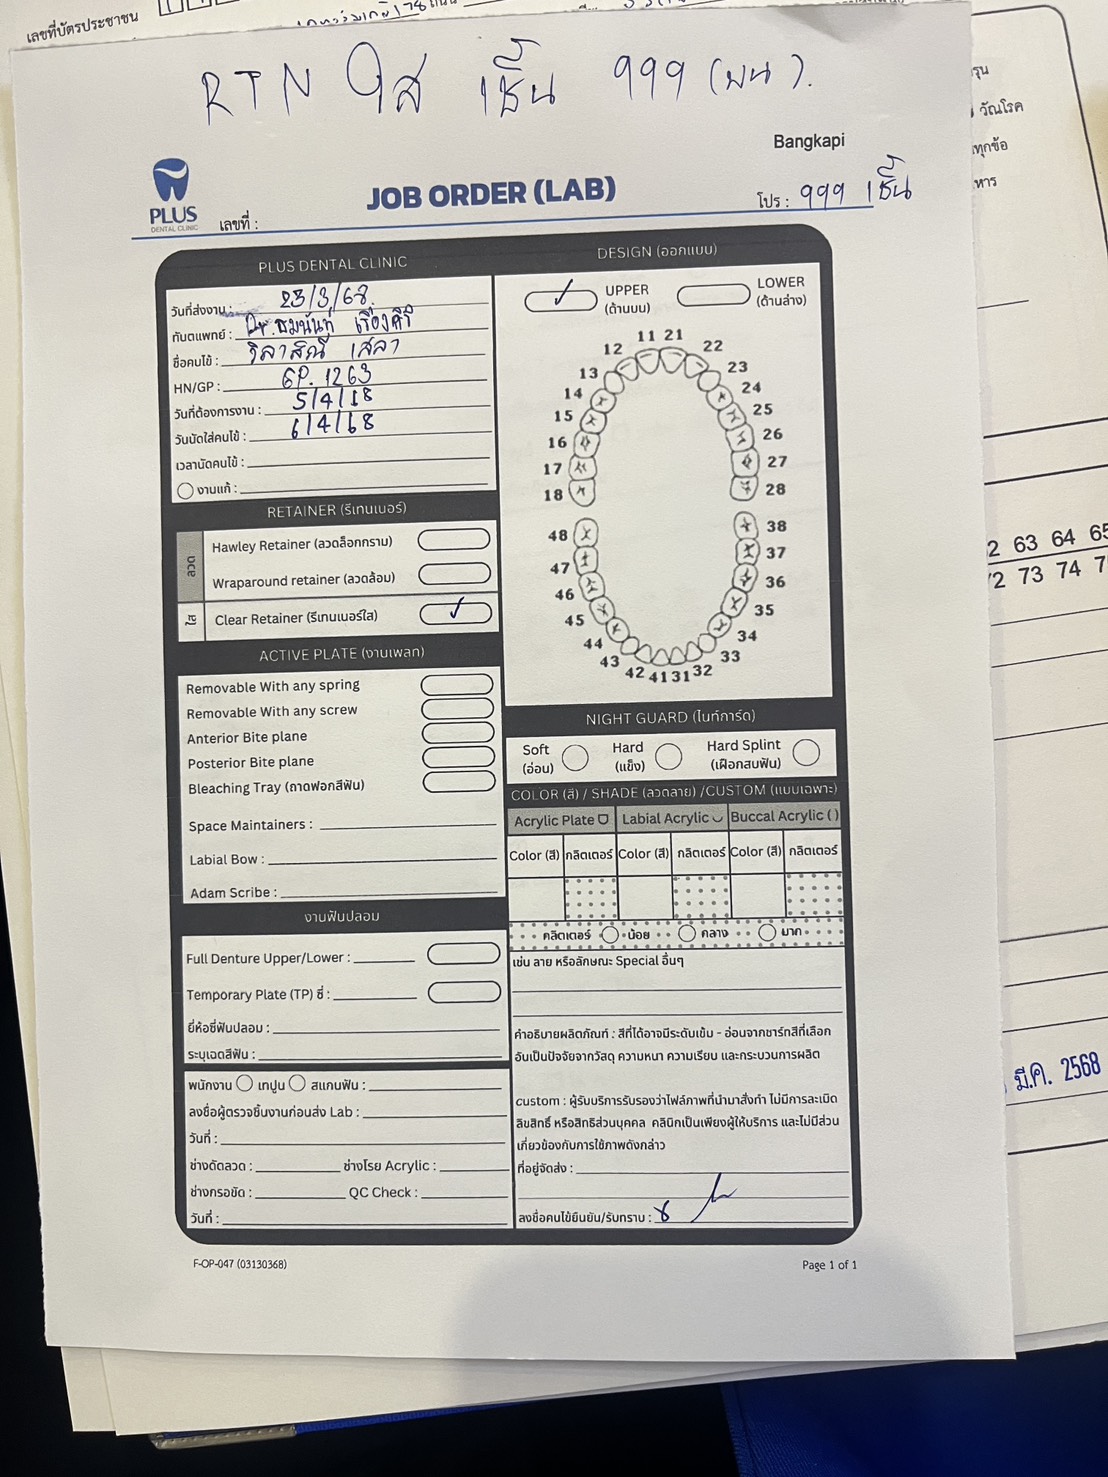 เลขที่บัตรประชาชน
RTN ใส ชิ้น 999 (บน).
Bangkapi
PLUS
DENTAL CLINIC
JOB ORDER (LAB)
เลขที่ :
โปร : 999 ชิ้น
PLUS DENTAL CLINIC
วันที่ส่งงาน : 23/3/68.
ทันตแพทย์ : Dr.
ชื่อคนไข้ : วิลาสิณี เสลา
HN/GP : GP. 1263
วันที่ต้องการงาน : 5/4/68
วันนัดใส่คนไข้ : 6/4/68
เวลานัดคนไข้ :
งานแก้ :
RETAINER (รีเทนเนอร์)
ลวด
Hawley Retainer (ลวดล็อกกราม)
Wraparound retainer (ลวดล้อม)
ใส
Clear Retainer (รีเทนเนอร์ใส) ✓
ACTIVE PLATE (งานเพลท)
Removable With any spring
Removable With any screw
Anterior Bite plane
Posterior Bite plane
Bleaching Tray (ถาดฟอกสีฟัน)
Space Maintainers :
Labial Bow :
Adam Scribe :
งานฟันปลอม
Full Denture Upper/Lower :
Temporary Plate (TP) ซี่ :
ยี่ห้อซี่ฟันปลอม :
ระบุเฉดสีฟัน :
พนักงาน เทปูน สแกนฟัน :
ลงชื่อผู้ตรวจชิ้นงานก่อนส่ง Lab :
วันที่ :
ช่างดัดลวด : ช่างโรย Acrylic :
ช่างกรอขัด : QC Check :
วันที่ :
DESIGN (ออกแบบ)
✓ UPPER (ด้านบน)
LOWER (ด้านล่าง)
11 21
12 22
13 23
14 24
15 25
16 26
17 27
18 28
48 38
47 37
46 36
45 35
44 34
43 33
42 41 31 32
NIGHT GUARD (ไนท์การ์ด)
Soft (อ่อน)
Hard (แข็ง)
Hard Splint (เฝือกสบฟัน)
COLOR (สี) / SHADE (ลวดลาย) /CUSTOM (แบบเฉพาะ)
Acrylic Plate Labial Acrylic Buccal Acrylic ( )
Color (สี) กลิตเตอร์ Color (สี) กลิตเตอร์ Color (สี) กลิตเตอร์
กลิตเตอร์ น้อย กลาง มาก
เช่น ลาย หรือลักษณะ Special อื่นๆ
คำอธิบายผลิตภัณฑ์ : สีที่ได้อาจมีระดับเข้ม - อ่อนจากชาร์ทสีที่เลือก
อันเป็นปัจจัยจากวัสดุ ความหนา ความเรียบ และกระบวนการผลิต
custom : ผู้รับบริการรับรองว่าไฟล์ภาพที่นำมาสั่งทำ ไม่มีการละเมิด
ลิขสิทธิ์ หรือสิทธิส่วนบุคคล คลินิกเป็นเพียงผู้ให้บริการ และไม่มีส่วน
เกี่ยวข้องกับการใช้ภาพดังกล่าว
ที่อยู่จัดส่ง :
ลงชื่อคนไข้ยืนยัน/รับทราบ :
F-OP-047 (03130368)
Page 1 of 1
วัณโรค
ทุกข้อ
หาร
2 63 64 65
72 73 74 7
มี.ค. 2568